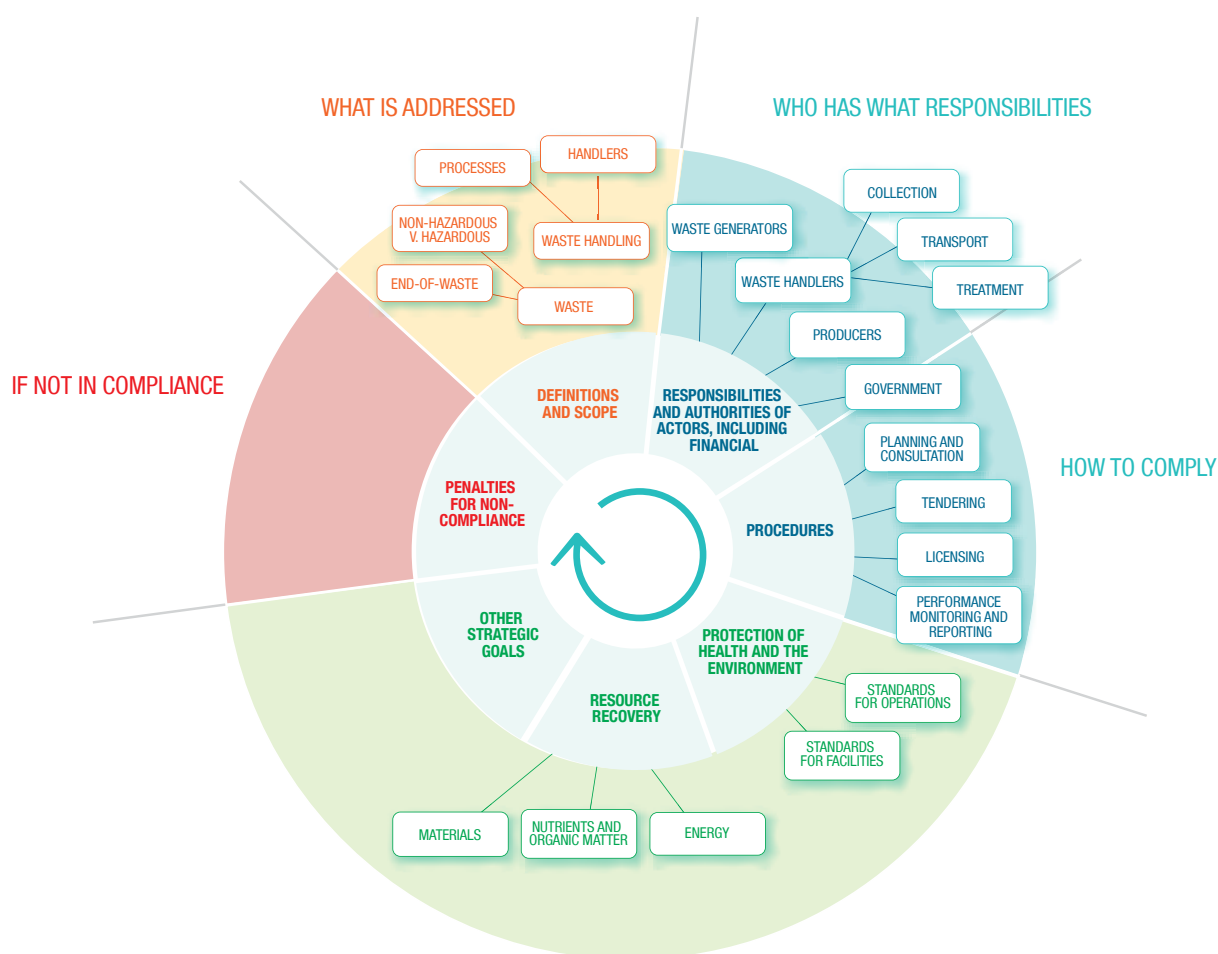 WHAT IS ADDRESSED
WHO HAS WHAT RESPONSIBILITIES
HANDLERS
PROCESSES
NON-HAZARDOUS
V. HAZARDOUS
WASTE HANDLING
END-OF-WASTE
WASTE
COLLECTION
WASTE GENERATORS
TRANSPORT
WASTE HANDLERS
TREATMENT
PRODUCERS
GOVERNMENT
IF NOT IN COMPLIANCE
DEFINITIONS
AND SCOPE
RESPONSIBILITIES
AND AUTHORITIES OF
ACTORS, INCLUDING
FINANCIAL
PLANNING AND
CONSULTATION
HOW TO COMPLY
TENDERING
LICENSING
PERFORMANCE
MONITORING AND
REPORTING
PENALTIES
FOR NON-
COMPLIANCE
PROCEDURES
OTHER
STRATEGIC
GOALS
PROTECTION OF
HEALTH AND THE
ENVIRONMENT
RESOURCE
RECOVERY
STANDARDS
FOR OPERATIONS
STANDARDS
FOR FACILITIES
MATERIALS
NUTRIENTS AND
ORGANIC MATTER
ENERGY